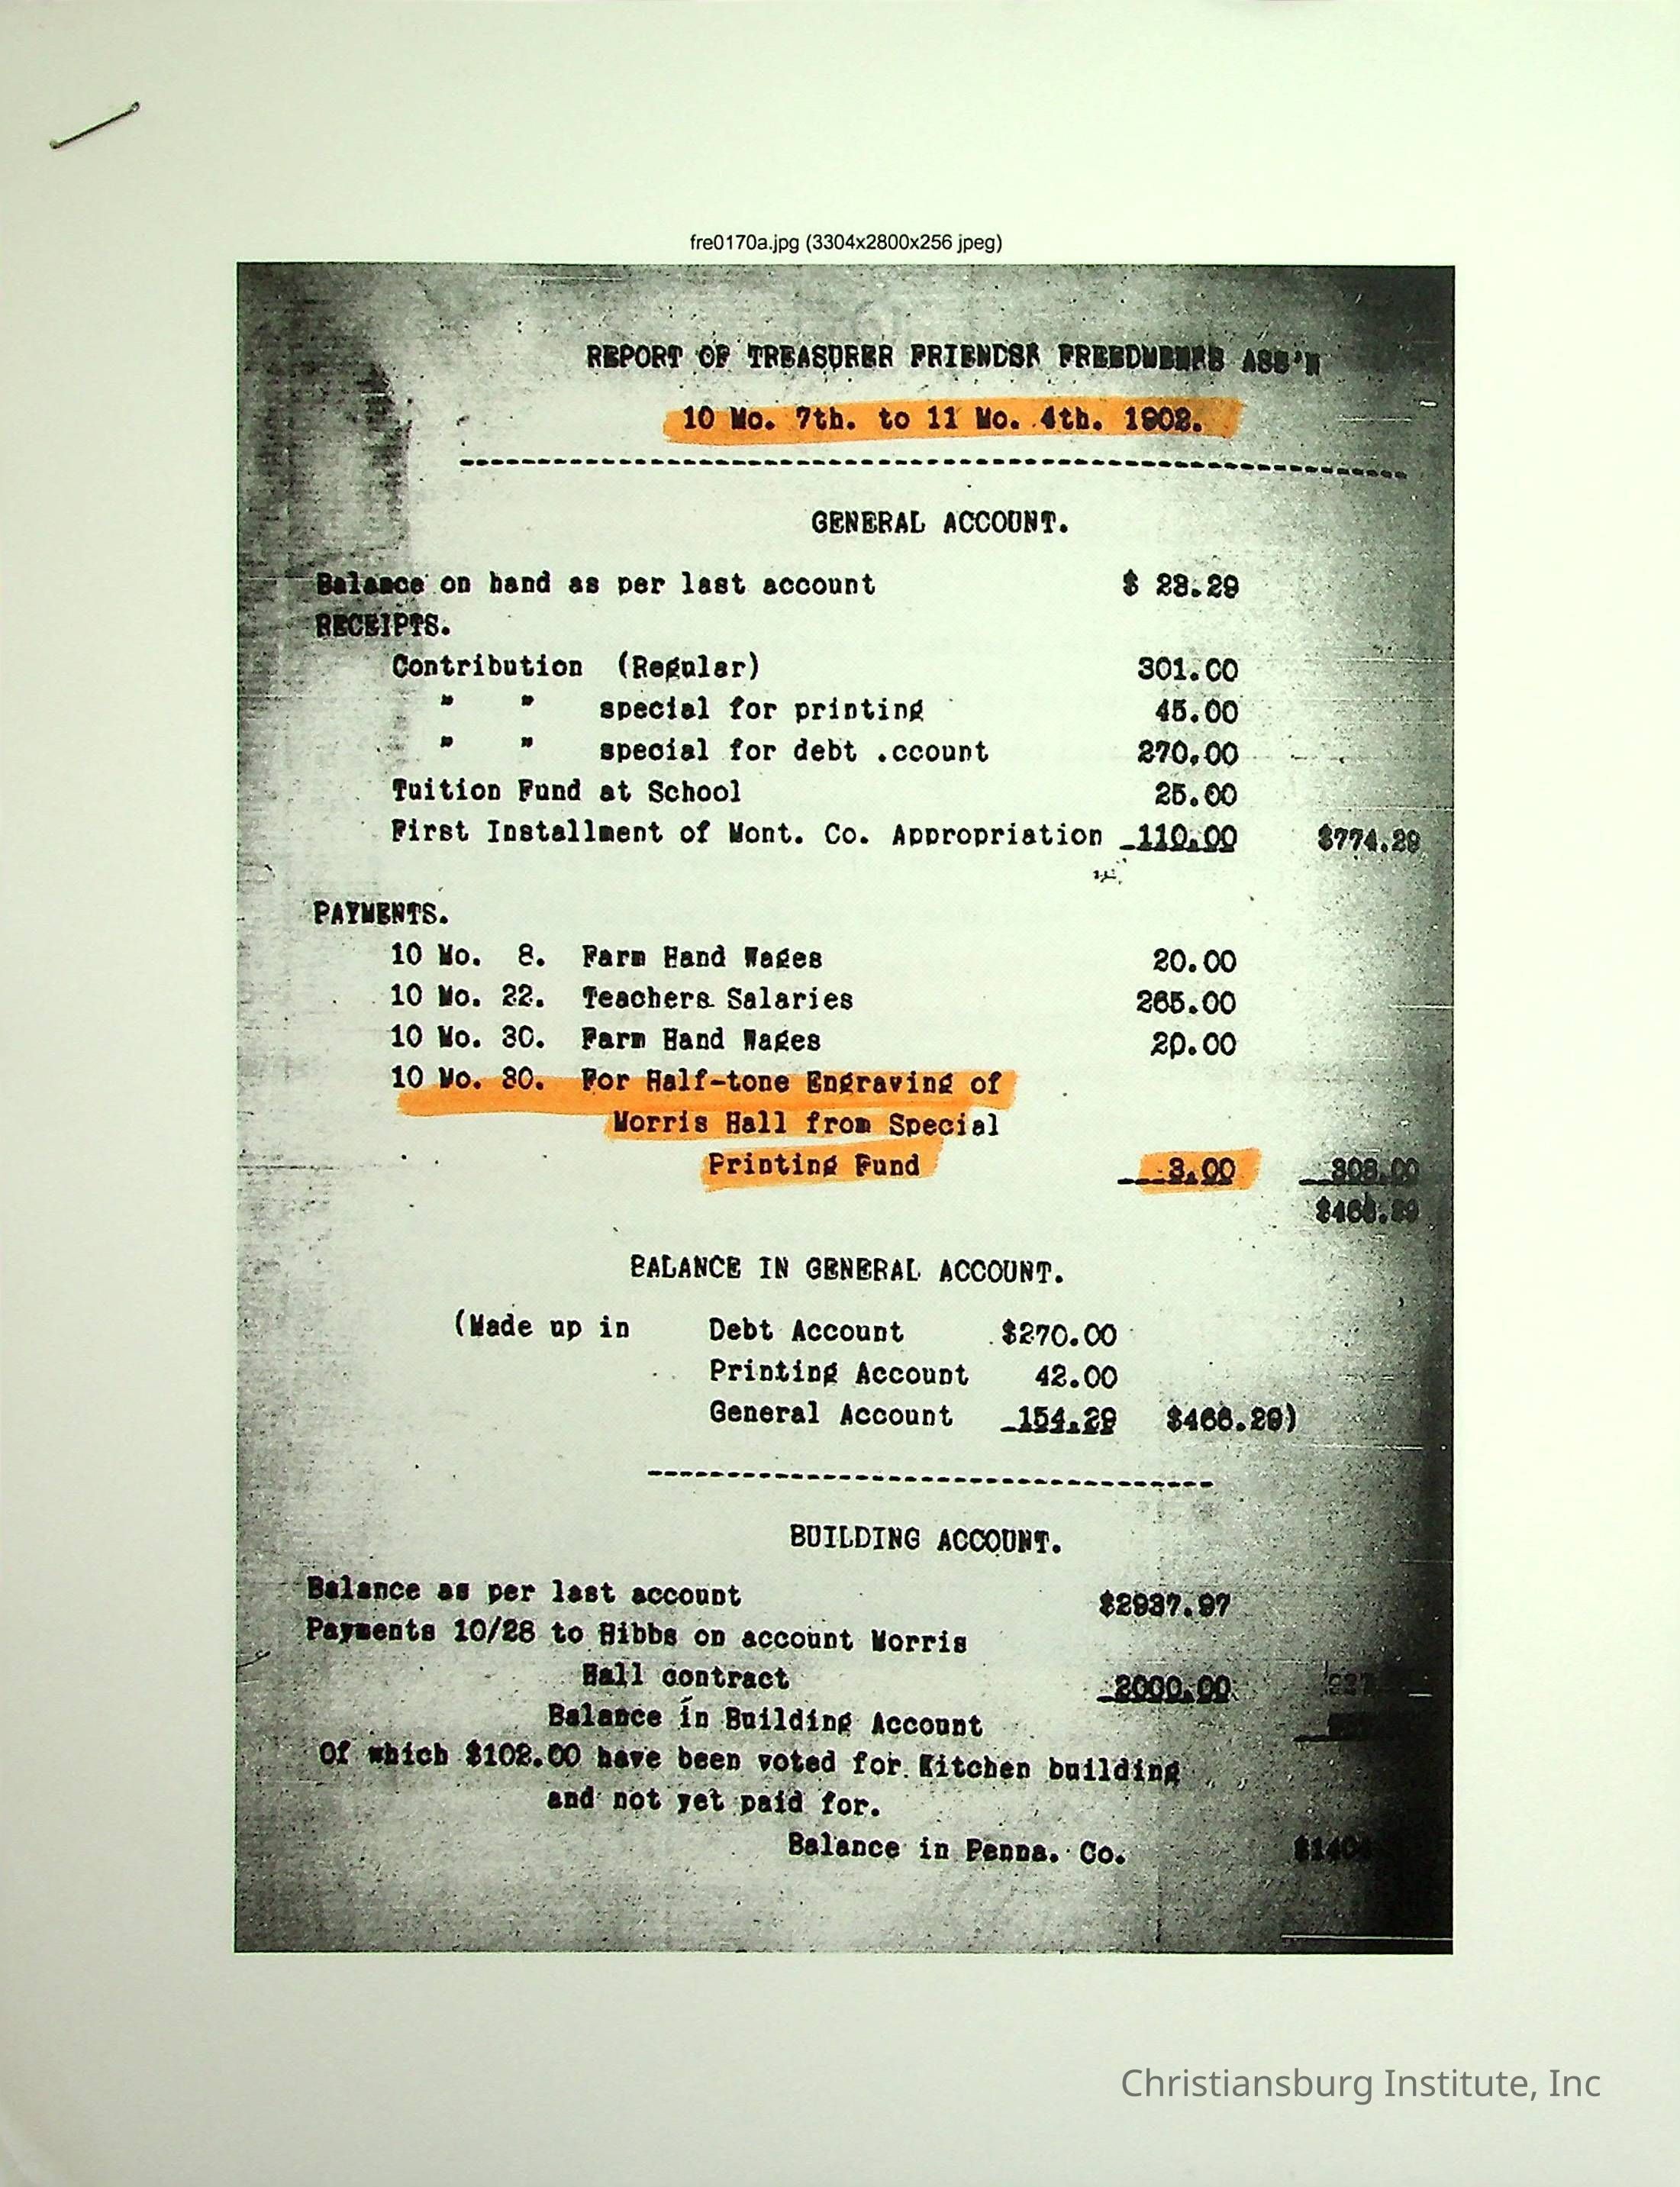 fre0170a.jpg (3304x2800x256 jpeg)
REPORT OF TREASURER FRIENDSR FREEDMENRS ASS'N
10 Mo. 7th. to 11 Mo. 4th. 1902.
GENERAL ACCOUNT.
Balance on hand as per last account $ 23.29
RECEIPTS.
Contribution (Regular) 301.00
" " special for printing 45.00
" " special for debt .ccount 270.00
Tuition Fund at School 25.00
First Installment of Mont. Co. Appropriation 110.00 $774.29
PAYMENTS.
10 Mo. 8. Farm Hand Wages 20.00
10 Mo. 22. Teachers Salaries 265.00
10 Mo. 30. Farm Hand Wages 20.00
10 Mo. 30. For Half-tone Engraving of
Morris Hall from Special
Printing Fund 3.00 308.00
$466.29
BALANCE IN GENERAL ACCOUNT.
(Made up in Debt Account $270.00
Printing Account 42.00
General Account 154.29 $466.29)
BUILDING ACCOUNT.
Balance as per last account $2937.97
Payments 10/28 to Hibbs on account Morris
Hall contract 2000.00
Balance in Building Account
Of which $102.00 have been voted for Kitchen building
and not yet paid for.
Balance in Penna. Co.
Christiansburg Institute, Inc